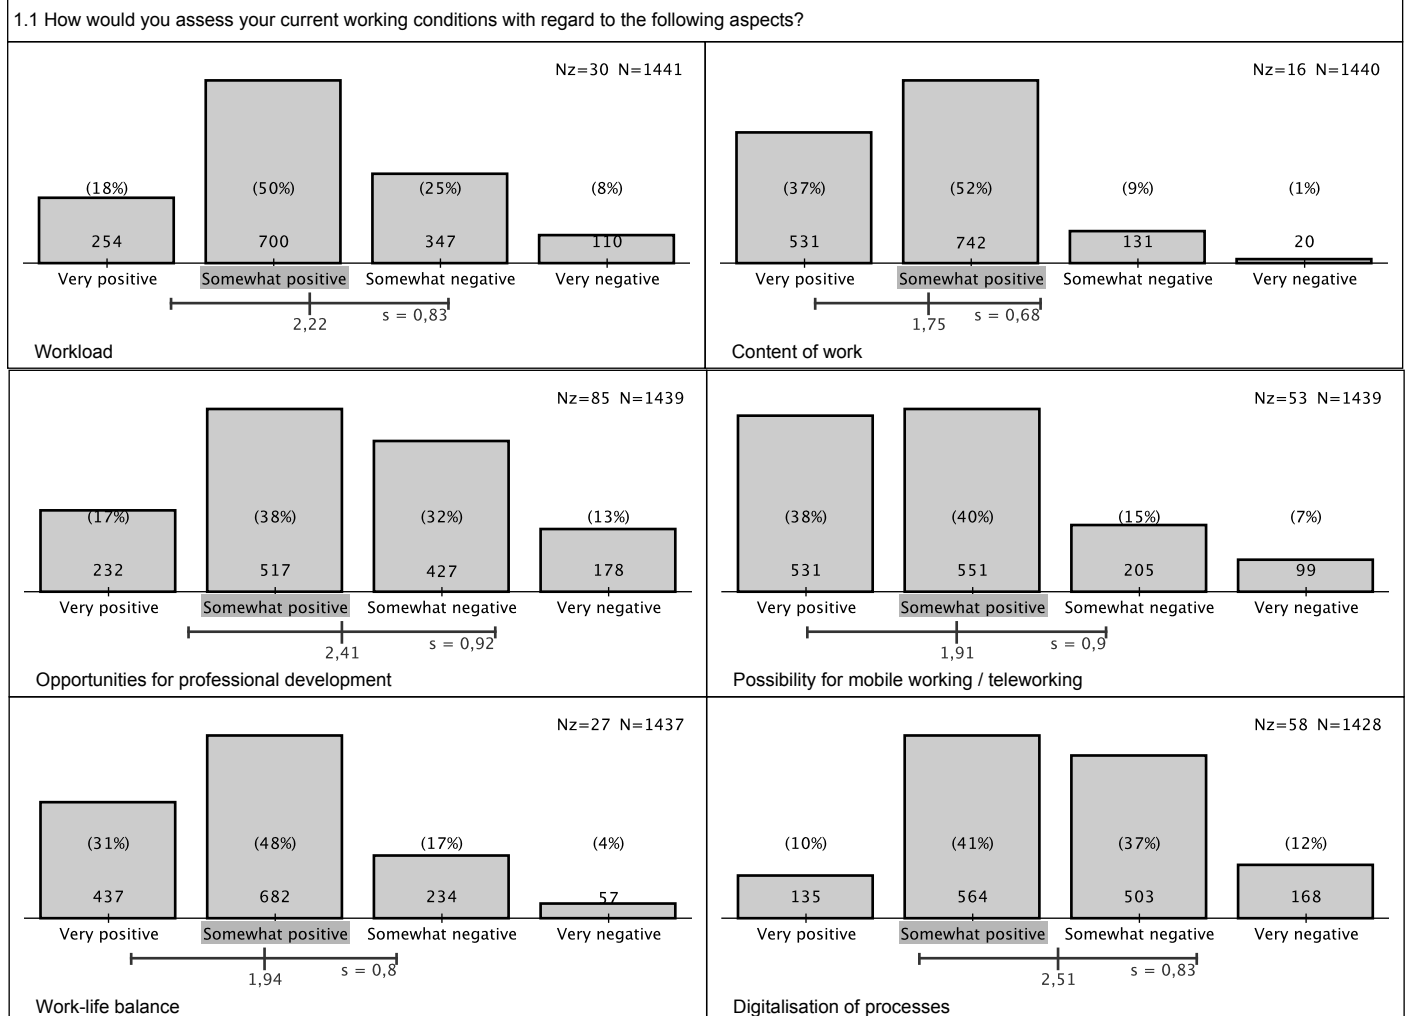 1.1 How would you assess your current working conditions with regard to the following aspects?
Nz=30 N=1441
(18%) (50%) (25%) (8%)
254 700 347 110
Very positive Somewhat positive Somewhat negative Very negative
2,22 s = 0,83
Workload
Nz=16 N=1440
(37%) (52%) (9%) (1%)
531 742 131 20
Very positive Somewhat positive Somewhat negative Very negative
1,75 s = 0,68
Content of work
Nz=85 N=1439
(17%) (38%) (32%) (13%)
232 517 427 178
Very positive Somewhat positive Somewhat negative Very negative
2,41 s = 0,92
Opportunities for professional development
Nz=53 N=1439
(38%) (40%) (15%) (7%)
531 551 205 99
Very positive Somewhat positive Somewhat negative Very negative
1,91 s = 0,9
Possibility for mobile working / teleworking
Nz=27 N=1437
(31%) (48%) (17%) (4%)
437 682 234 57
Very positive Somewhat positive Somewhat negative Very negative
1,94 s = 0,8
Work-life balance
Nz=58 N=1428
(10%) (41%) (37%) (12%)
135 564 503 168
Very positive Somewhat positive Somewhat negative Very negative
2,51 s = 0,83
Digitalisation of processes